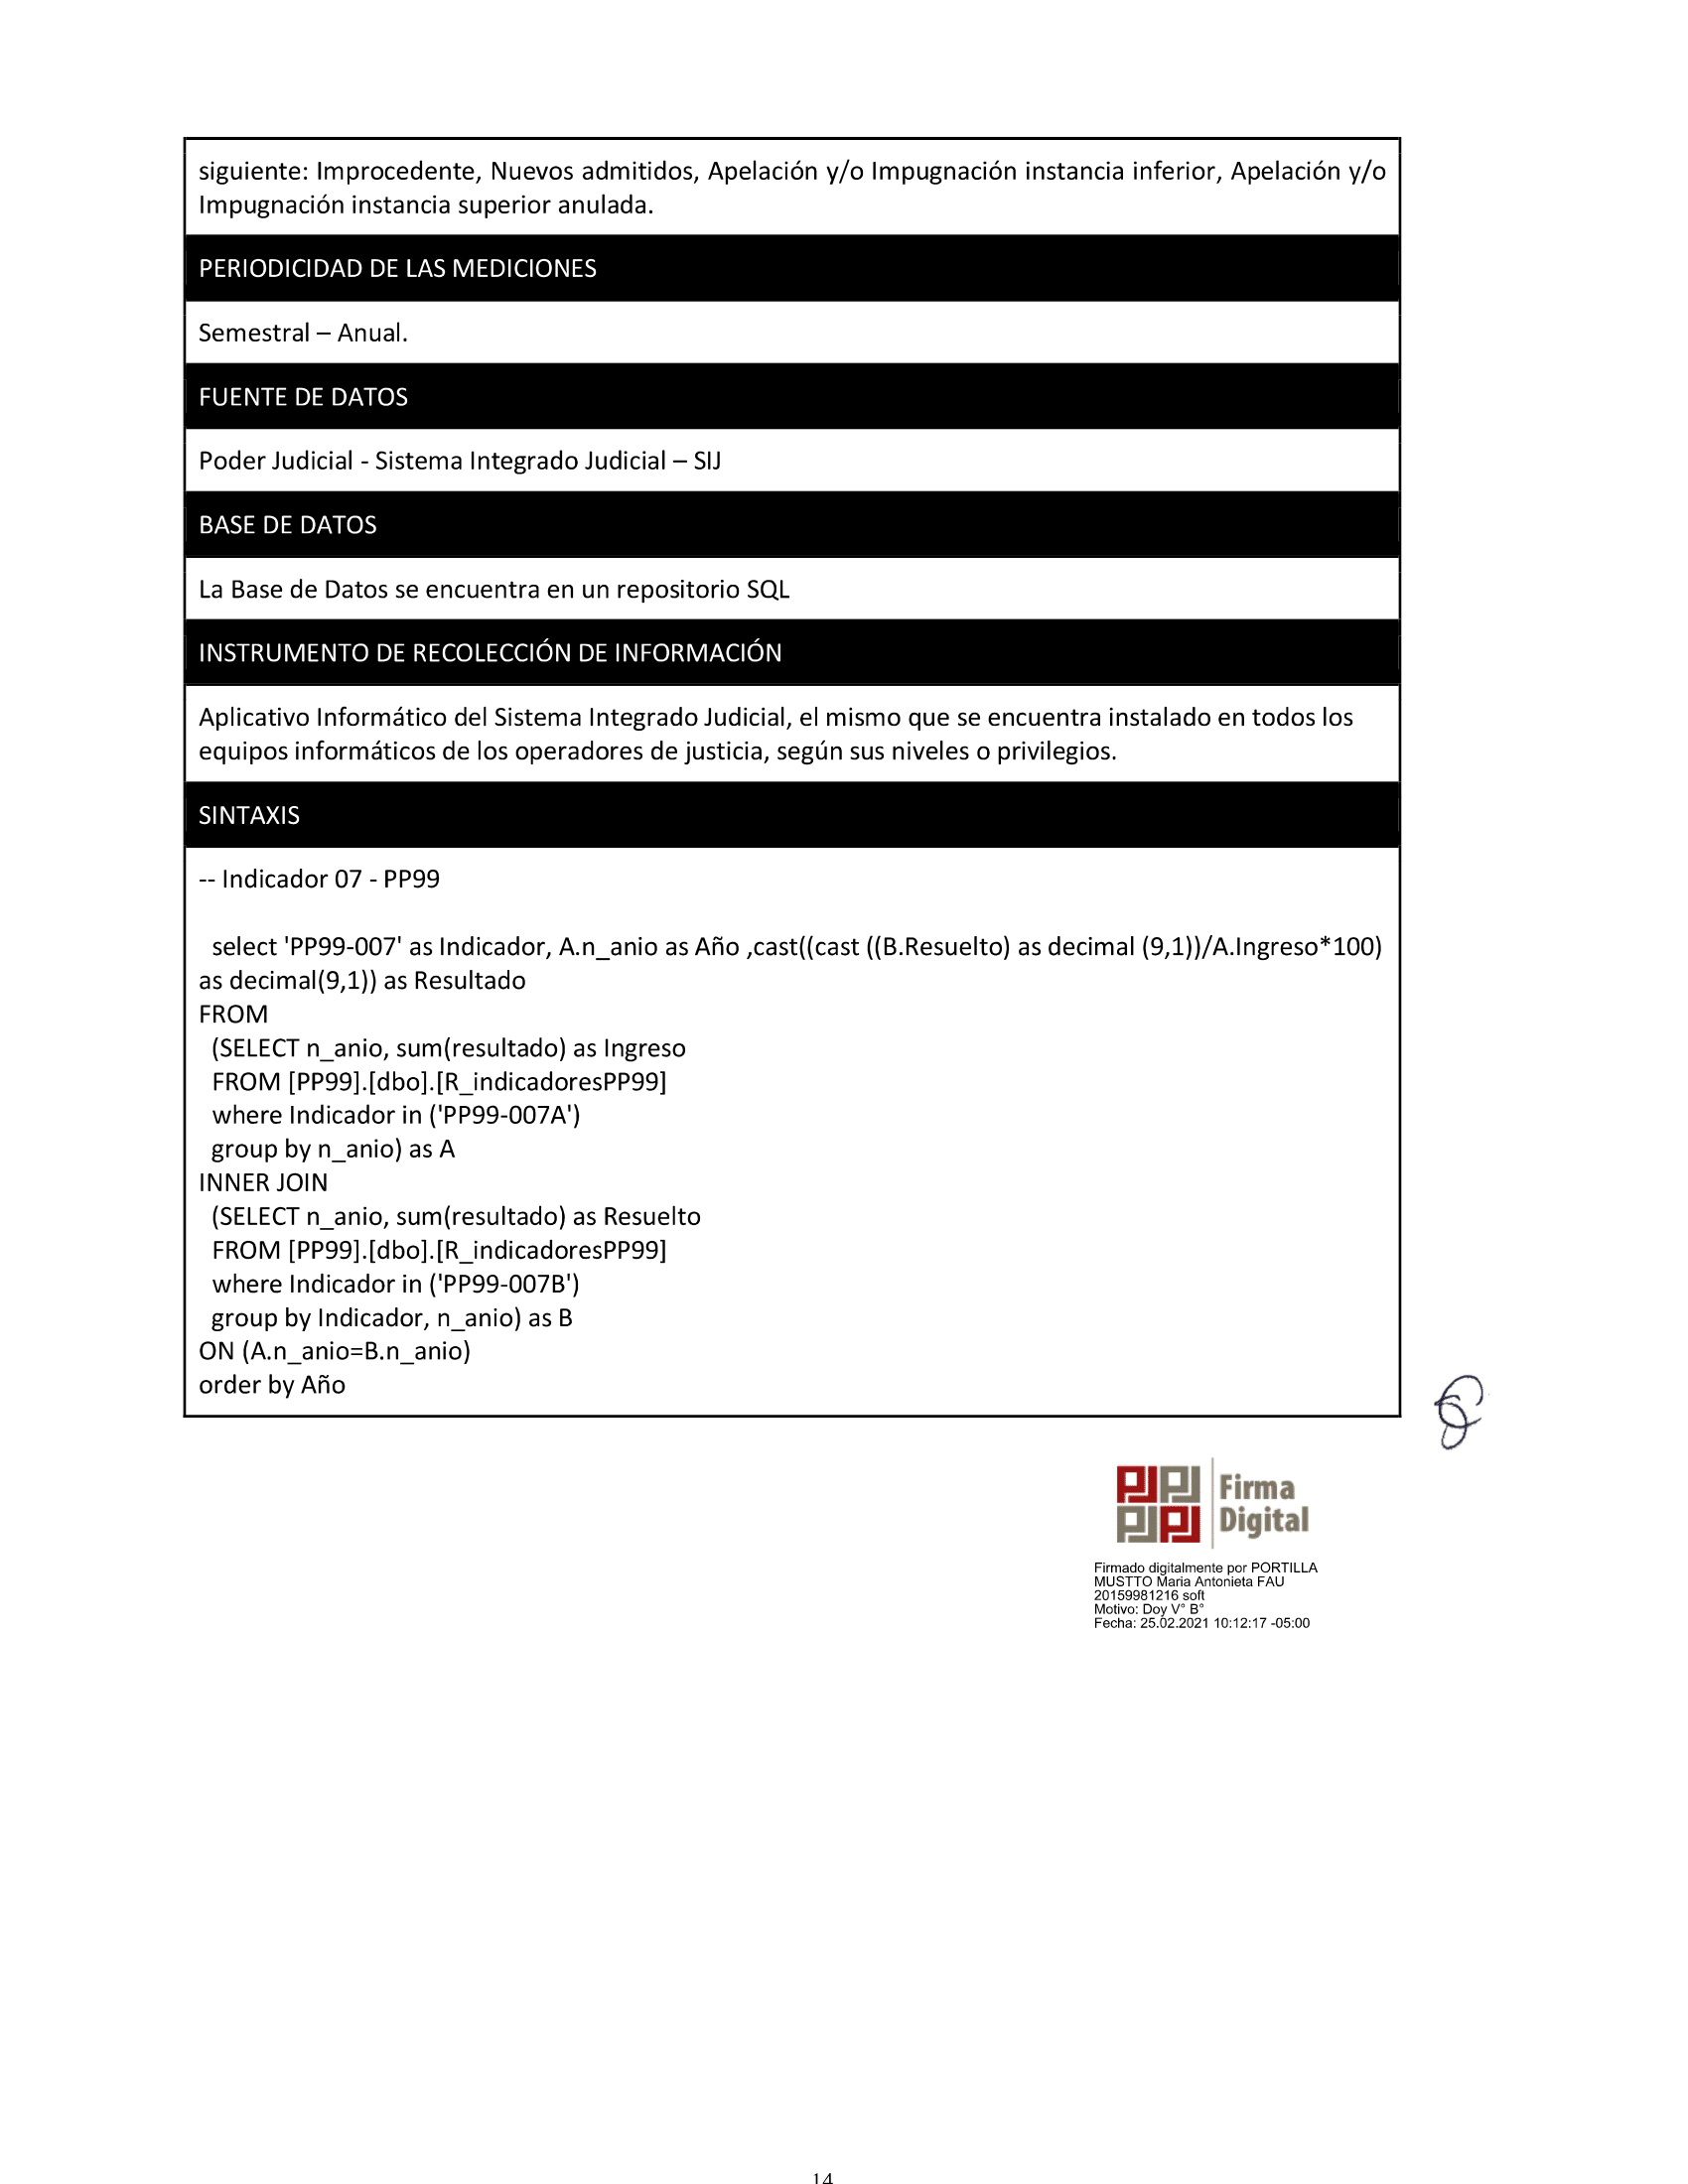 siguiente: Improcedente, Nuevos admitidos, Apelación y/o Impugnación instancia inferior, Apelación y/o
Impugnación instancia superior anulada.
PERIODICIDAD DE LAS MEDICIONES
Semestral – Anual.
FUENTE DE DATOS
Poder Judicial - Sistema Integrado Judicial – SIJ
BASE DE DATOS
La Base de Datos se encuentra en un repositorio SQL
INSTRUMENTO DE RECOLECCIÓN DE INFORMACIÓN
Aplicativo Informático del Sistema Integrado Judicial, el mismo que se encuentra instalado en todos los
equipos informáticos de los operadores de justicia, según sus niveles o privilegios.
SINTAXIS
-- Indicador 07 - PP99
select 'PP99-007' as Indicador, A.n_anio as Año ,cast((cast ((B.Resuelto) as decimal (9,1))/A.Ingreso*100)
as decimal(9,1)) as Resultado
FROM
(SELECT n_anio, sum(resultado) as Ingreso
FROM [PP99].[dbo].[R_indicadoresPP99]
where Indicador in ('PP99-007A')
group by n_anio) as A
INNER JOIN
(SELECT n_anio, sum(resultado) as Resuelto
FROM [PP99].[dbo].[R_indicadoresPP99]
where Indicador in ('PP99-007B')
group by Indicador, n_anio) as B
ON (A.n_anio=B.n_anio)
order by Año
Firma
Digital
Firmado digitalmente por PORTILLA
MUSTTO Maria Antonieta FAU
20159981216 soft
Motivo: Doy V° B°
Fecha: 25.02.2021 10:12:17 -05:00
14